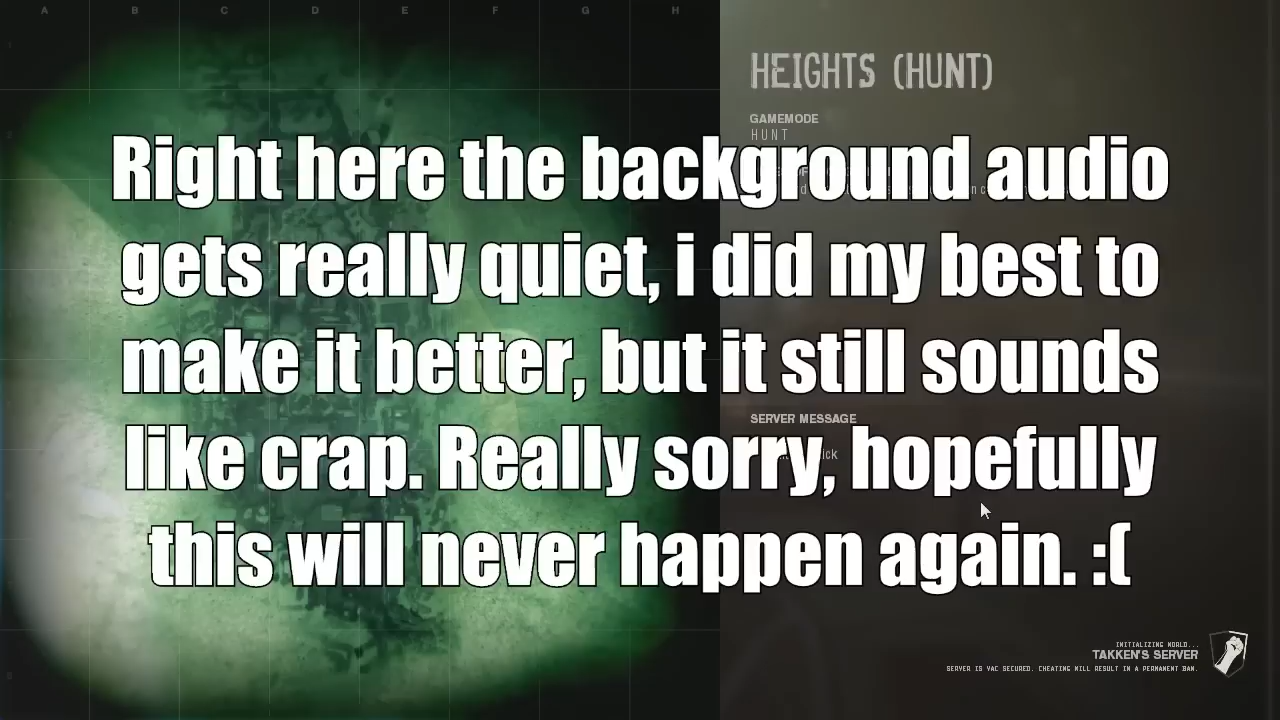 A B C D E F G H
HEIGHTS (HUNT)
GAMEMODE
HUNT
Right here the background audio
gets really quiet, i did my best to
make it better, but it still sounds
SERVER MESSAGE
like crap. Really sorry, hopefully
this will never happen again. :(
INITIALIZING WORLD...
TAKKEN'S SERVER
SERVER IS VAC SECURED. CHEATING WILL RESULT IN A PERMANENT BAN.